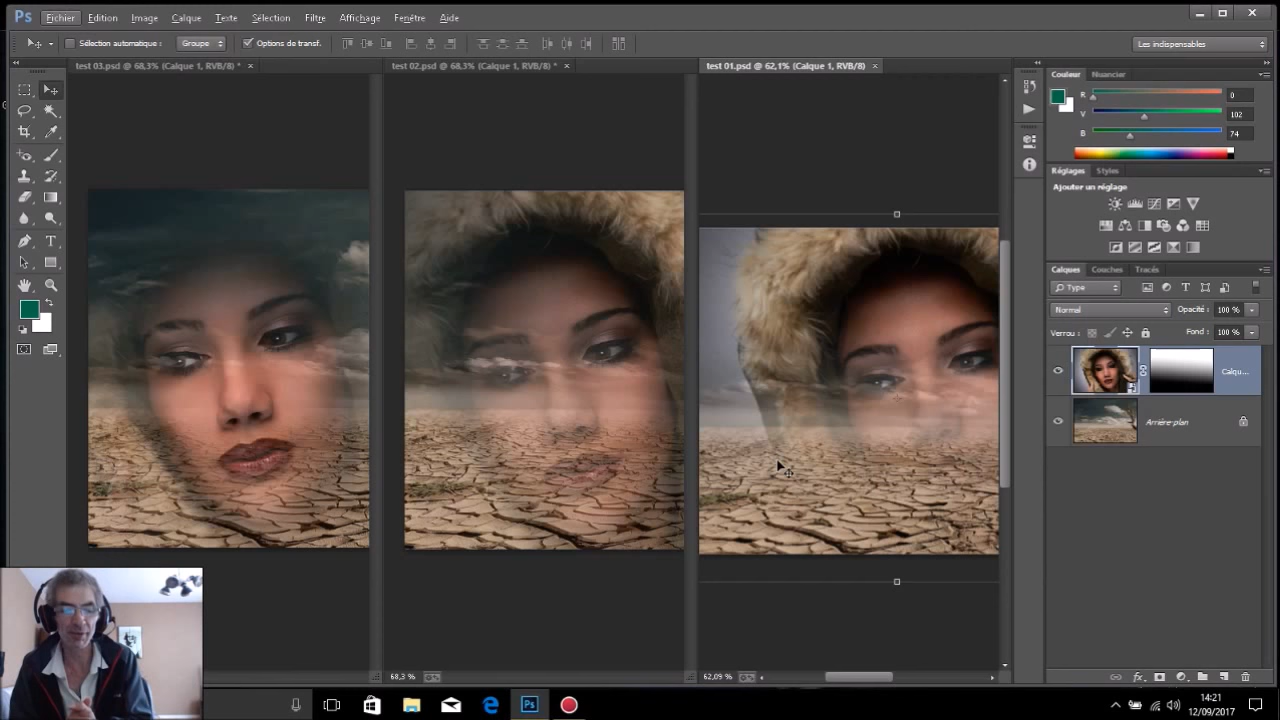 Ps Fichier Edition Image Calque Texte Sélection Filtre Affichage Fenêtre Aide
Sélection automatique : Groupe Options de transf. Les indispensables
test 03.psd @ 68,3% (Calque 1, RVB/8) * × test 02.psd @ 68,3% (Calque 1, RVB/8) * × test 01.psd @ 62,1% (Calque 1, RVB/8) ×
Couleur Nuancier
R 0
V 102
B 74
Réglages Styles
Ajouter un réglage
Calques Couches Tracés
Type
Normal Opacité : 100 %
Verrou : Fond : 100 %
Calqu...
Arrière-plan
68,3 % 62,09 %
Ps
14:21
12/09/2017